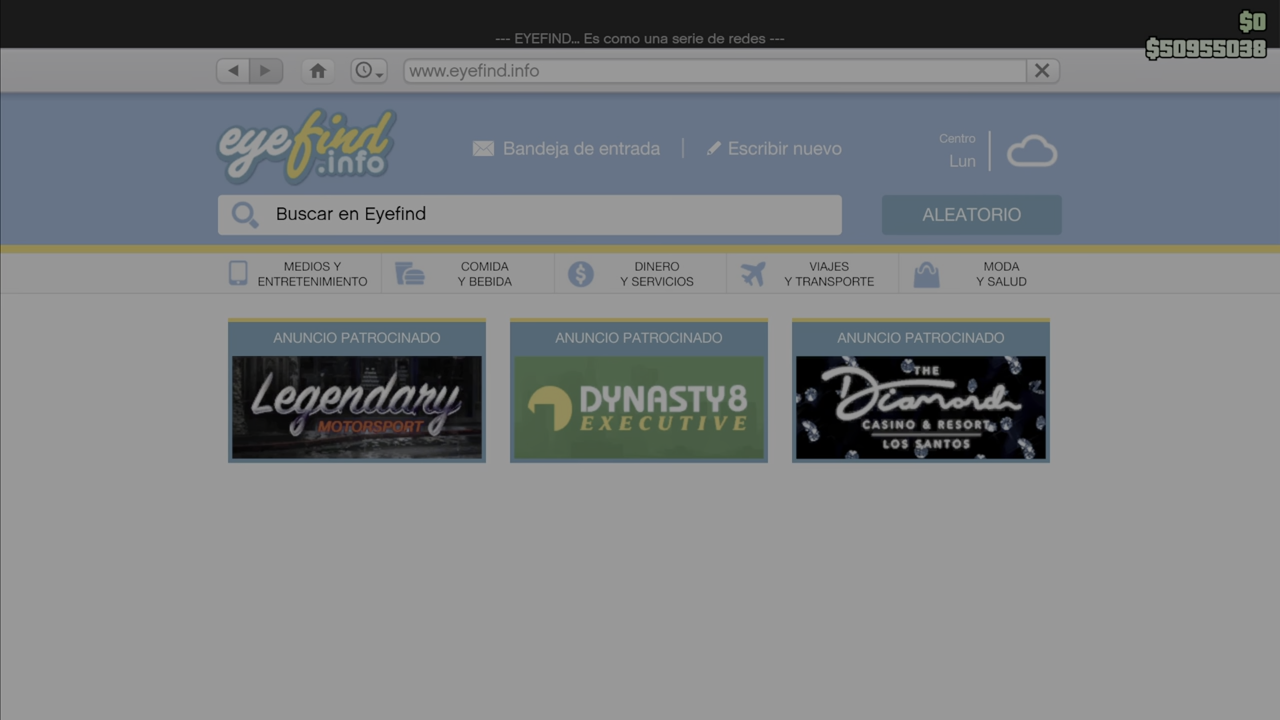 $0
--- EYEFIND... Es como una serie de redes ---
$50955038
www.eyefind.info
eyefind
.info
Bandeja de entrada
Escribir nuevo
Centro
Lun
Buscar en Eyefind
ALEATORIO
MEDIOS Y
ENTRETENIMIENTO
COMIDA
Y BEBIDA
DINERO
Y SERVICIOS
VIAJES
Y TRANSPORTE
MODA
Y SALUD
ANUNCIO PATROCINADO
Legendary
MOTORSPORT
ANUNCIO PATROCINADO
DYNASTY8
EXECUTIVE
ANUNCIO PATROCINADO
THE
Diamond
CASINO & RESORT
LOS SANTOS